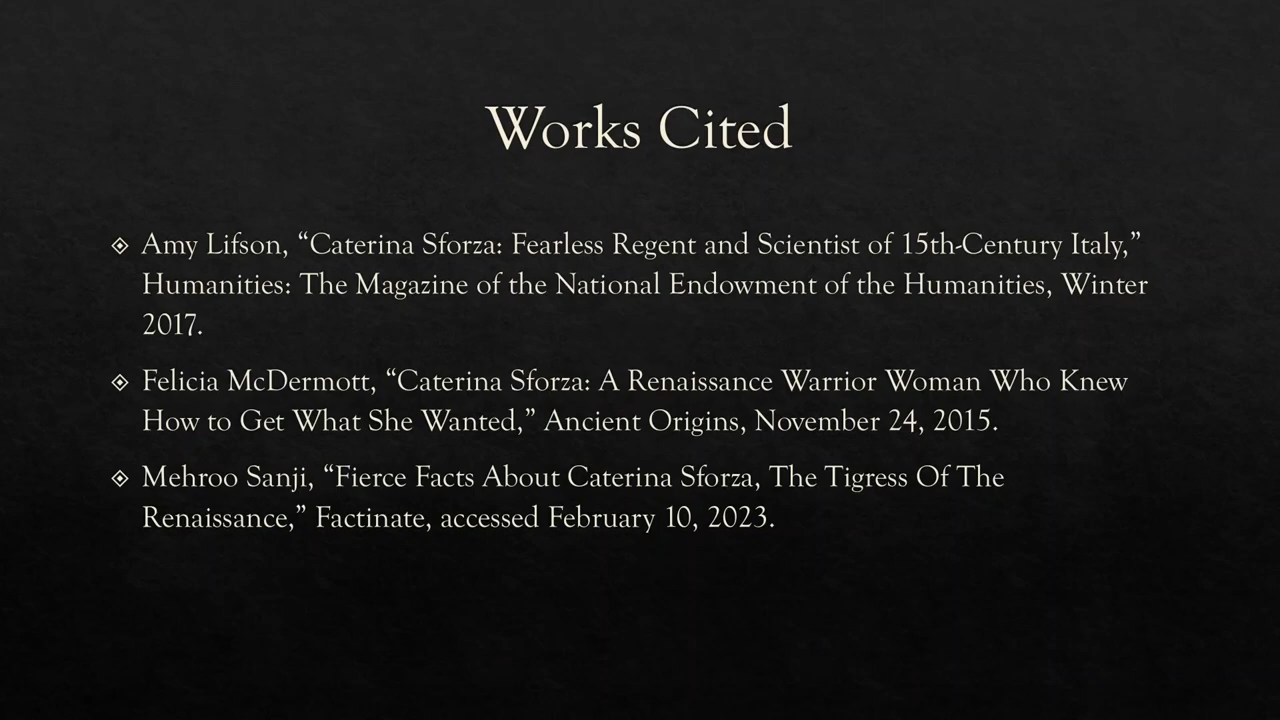 Works Cited
Amy Lifson, “Caterina Sforza: Fearless Regent and Scientist of 15th-Century Italy,”
Humanities: The Magazine of the National Endowment of the Humanities, Winter
2017.
Felicia McDermott, “Caterina Sforza: A Renaissance Warrior Woman Who Knew
How to Get What She Wanted,” Ancient Origins, November 24, 2015.
Mehroo Sanji, “Fierce Facts About Caterina Sforza, The Tigress Of The
Renaissance,” Factinate, accessed February 10, 2023.